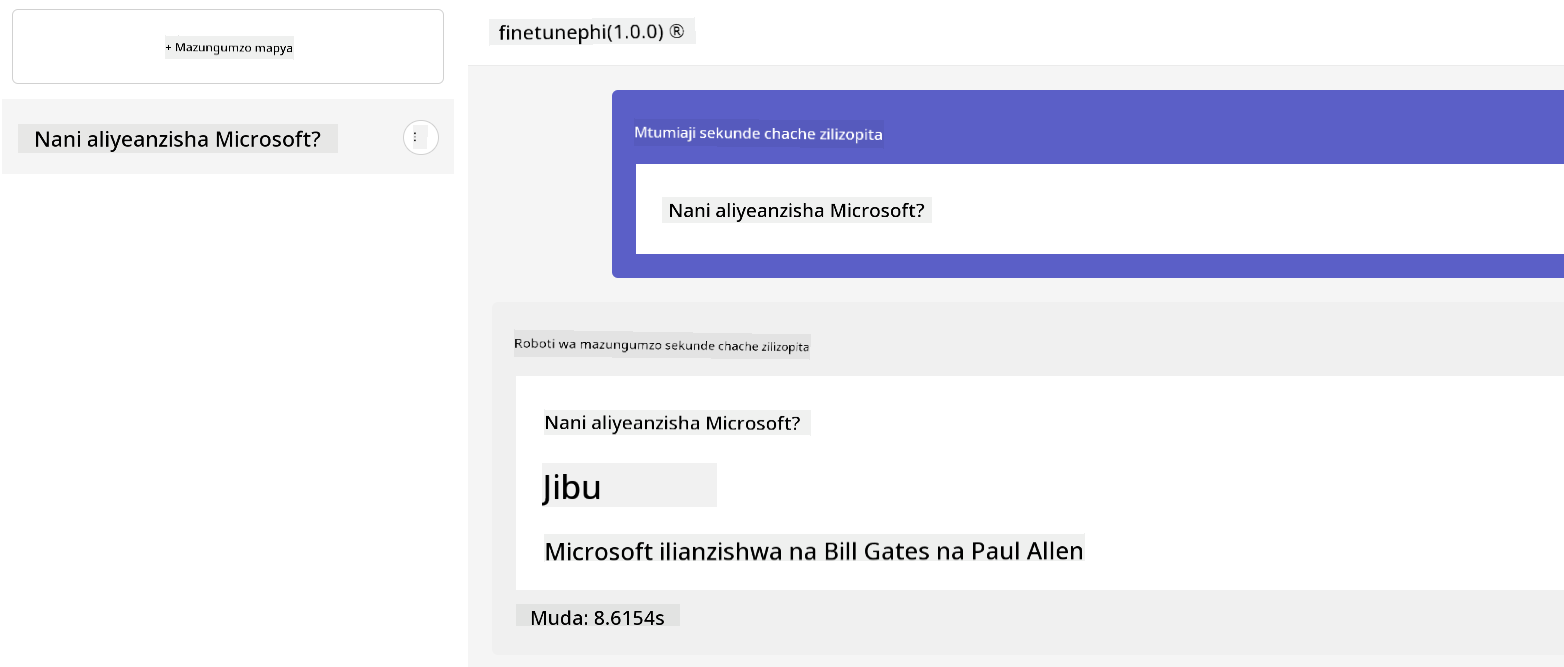 + Mazungumzo mapya
Nani aliyeanzisha Microsoft?
finetunephi(1.0.0) ®
Mtumiaji sekunde chache zilizopita
Nani aliyeanzisha Microsoft?
Roboti wa mazungumzo sekunde chache zilizopita
Nani aliyeanzisha Microsoft?
Jibu
Microsoft ilianzishwa na Bill Gates na Paul Allen
Muda: 8.6154s